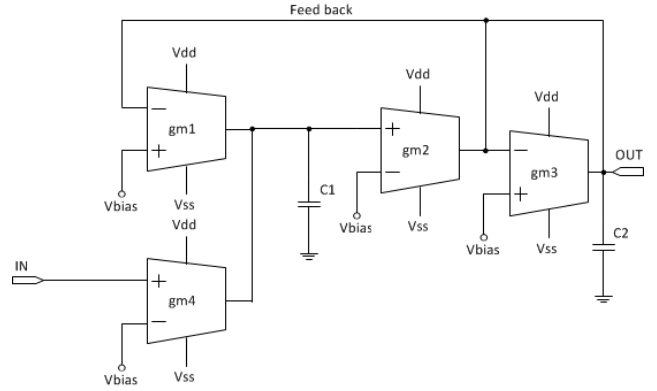 Feed back
Vdd
gm1
Vss
Vbias
C1
Vdd
gm2
Vss
Vbias
Vdd
gm3
Vss
Vbias
OUT
C2
IN
Vdd
gm4
Vss
Vbias